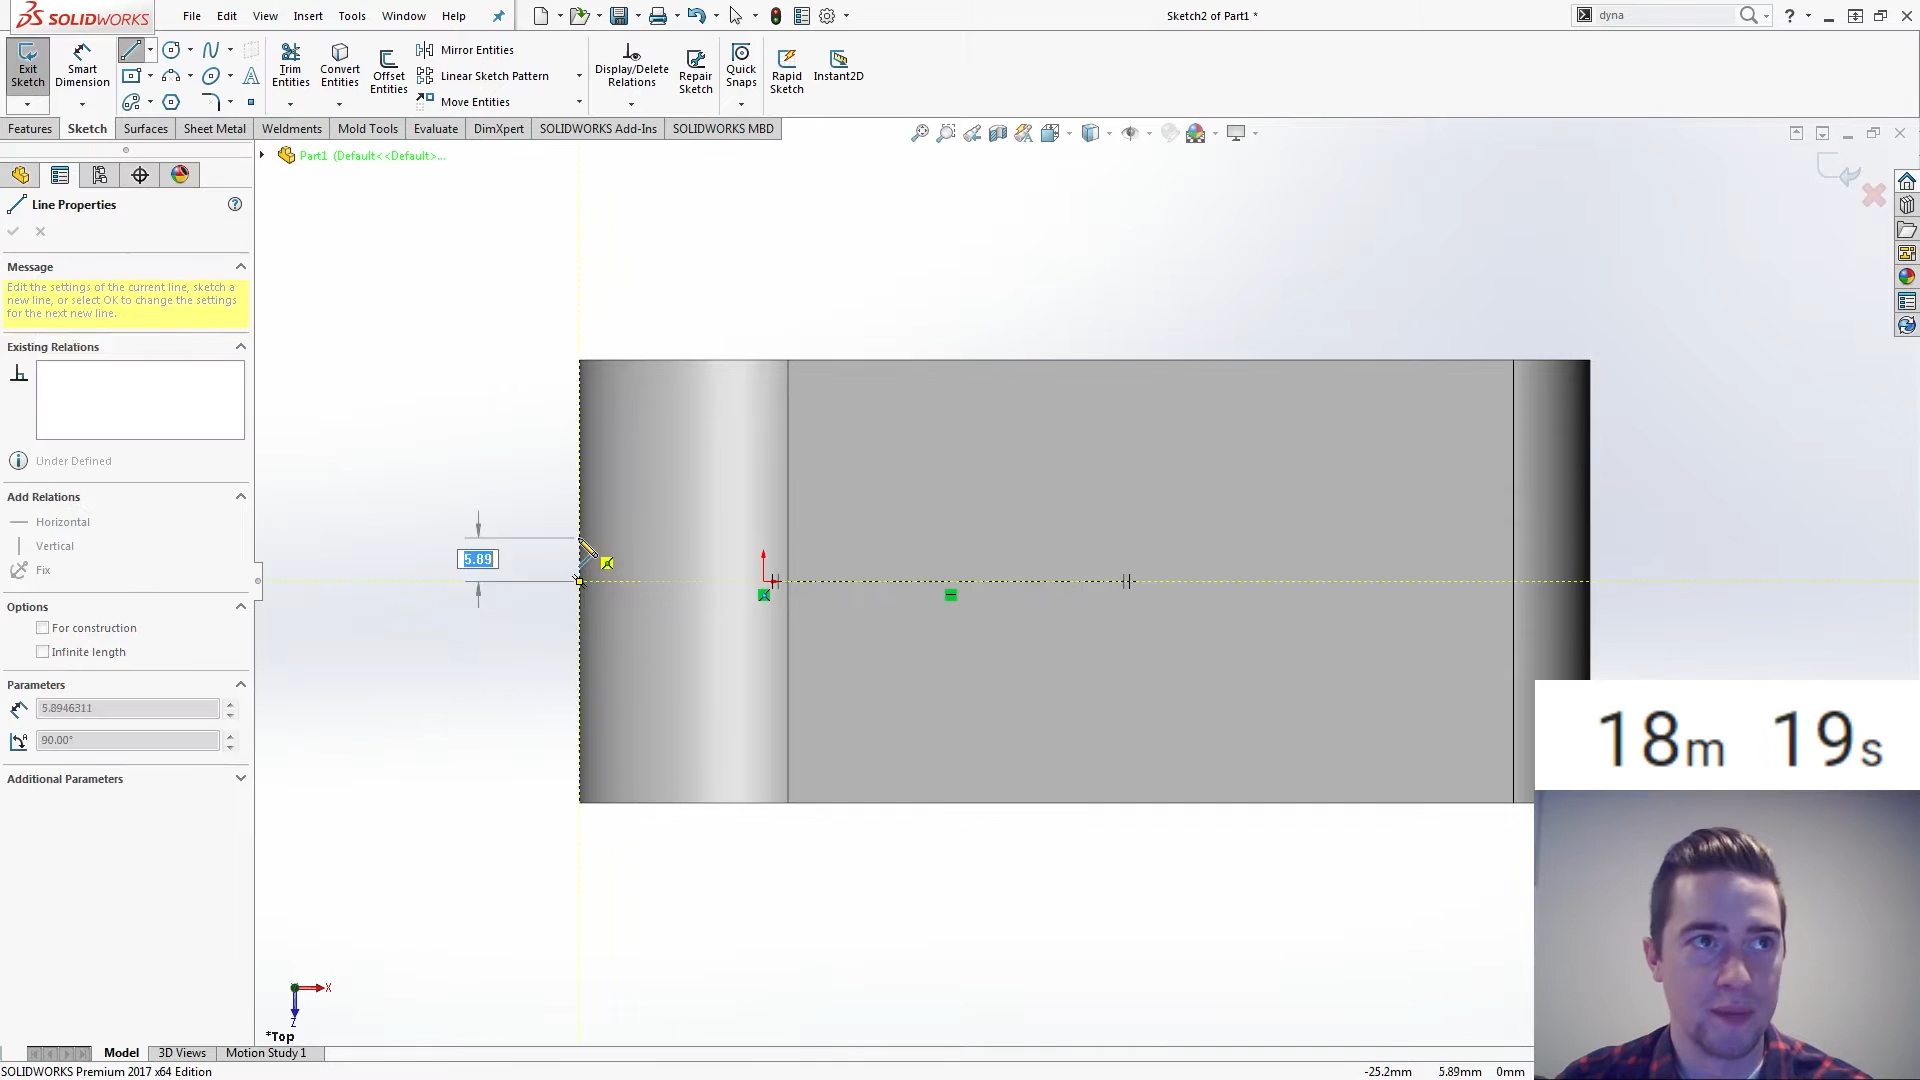 SOLIDWORKS
File Edit View Insert Tools Window Help
Sketch2 of Part1 *
dyna
Exit Sketch
Smart Dimension
Trim Entities
Convert Entities
Offset Entities
Mirror Entities
Linear Sketch Pattern
Move Entities
Display/Delete Relations
Repair Sketch
Quick Snaps
Rapid Sketch
Instant2D
Features Sketch Surfaces Sheet Metal Weldments Mold Tools Evaluate DimXpert SOLIDWORKS Add-Ins SOLIDWORKS MBD
Part1 (Default<<Default>...
Line Properties
Message
Edit the settings of the current line, sketch a
new line, or select OK to change the settings
for the next new line.
Existing Relations
Under Defined
Add Relations
Horizontal
Vertical
Fix
Options
For construction
Infinite length
Parameters
5.8946311
90.00°
Additional Parameters
5.89
18m 19s
X
Z
*Top
Model 3D Views Motion Study 1
SOLIDWORKS Premium 2017 x64 Edition
-25.2mm 5.89mm 0mm